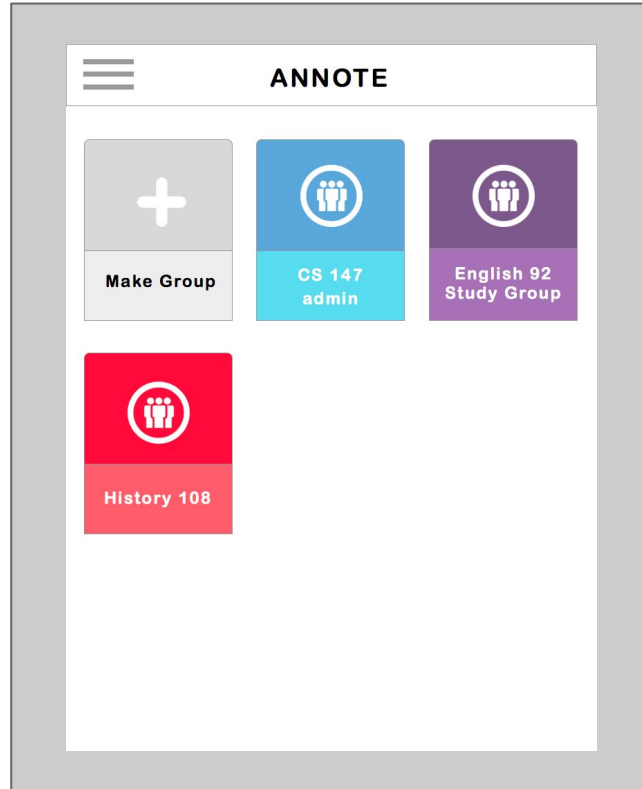 ANNOTE
Make Group
CS 147
admin
English 92
Study Group
History 108